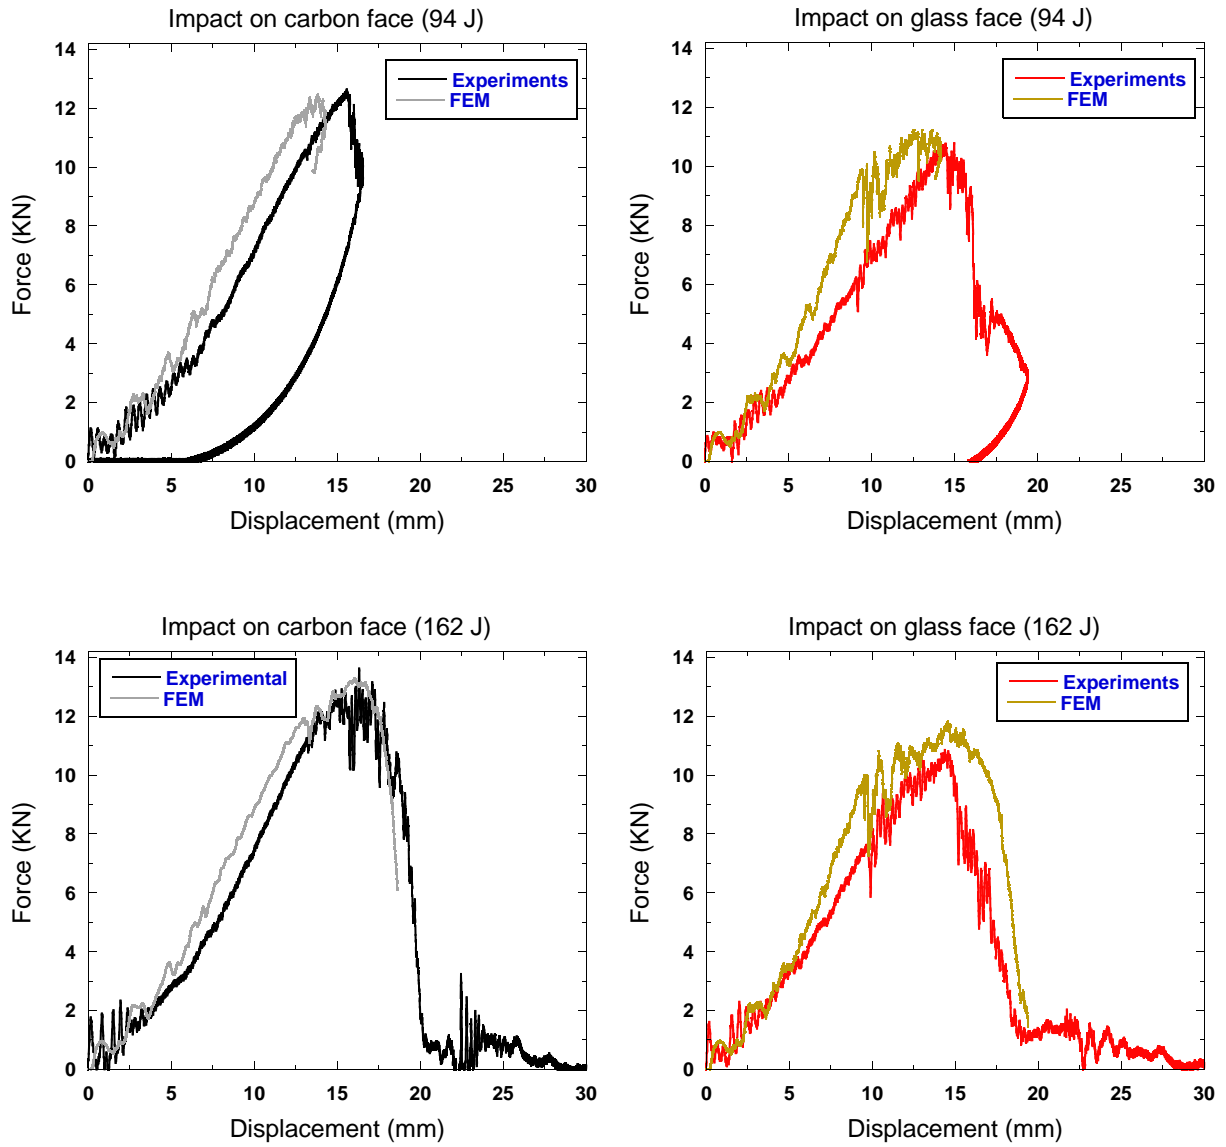 Impact on carbon face (94 J)
14
12
10
8
6
4
2
0
Force (KN)
Experiments
FEM
0 5 10 15 20 25 30
Displacement (mm)
Impact on glass face (94 J)
14
12
10
8
6
4
2
0
Force (KN)
Experiments
FEM
0 5 10 15 20 25 30
Displacement (mm)
Impact on carbon face (162 J)
14
12
10
8
6
4
2
0
Force (KN)
Experimental
FEM
0 5 10 15 20 25 30
Displacement (mm)
Impact on glass face (162 J)
14
12
10
8
6
4
2
0
Force (KN)
Experiments
FEM
0 5 10 15 20 25 30
Displacement (mm)